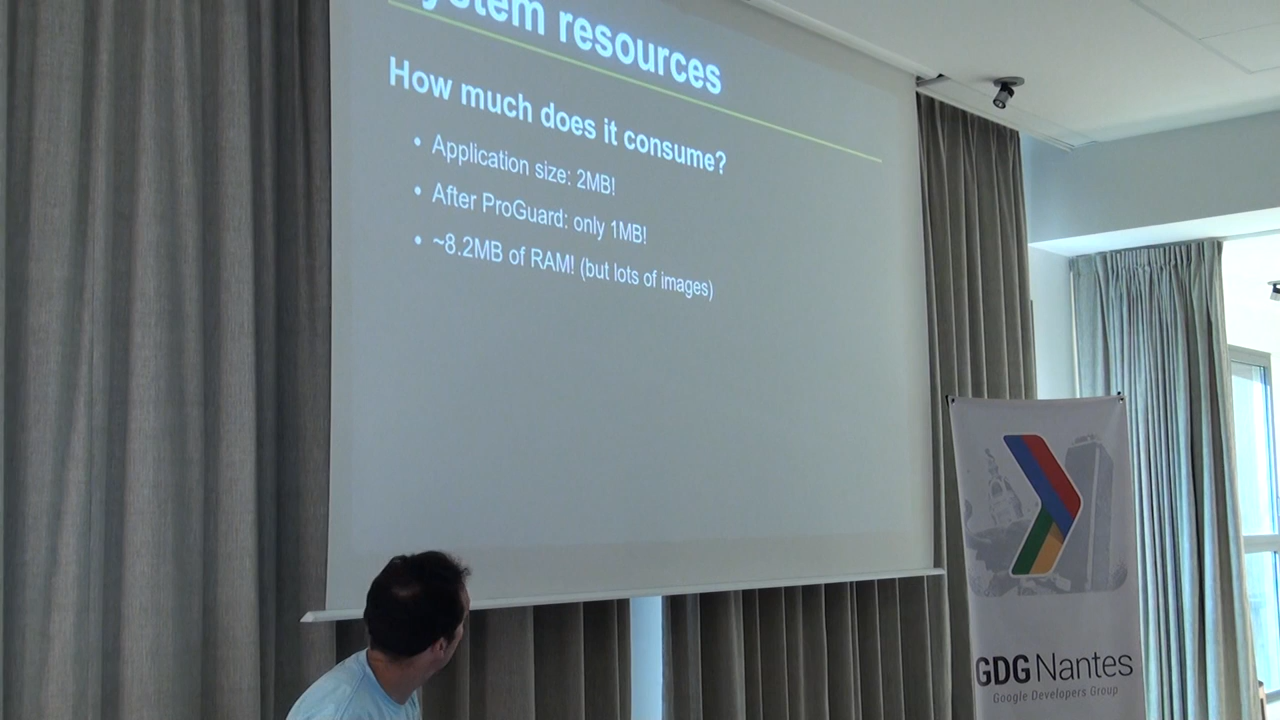 System resources
How much does it consume?
• Application size: 2MB!
• After ProGuard: only 1MB!
• ~8.2MB of RAM! (but lots of images)
GDG Nantes
Google Developers Group